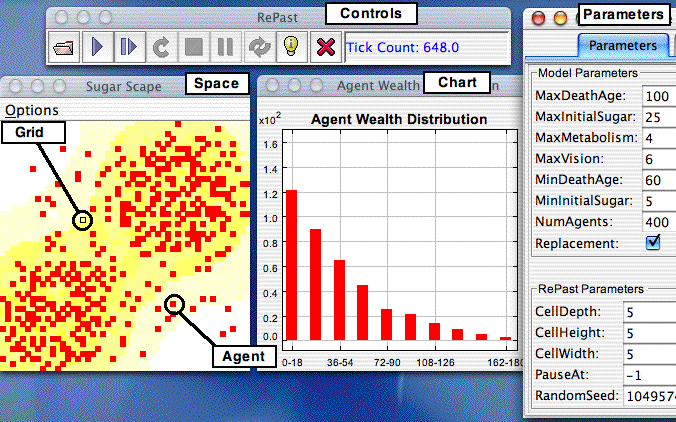 RePast
Controls
Tick Count: 648.0
Sugar Scape
Space
Options
Grid
Agent
Agent Wealth
Chart
n
Agent Wealth Distribution
x10²
1.6
1.4
1.2
1.0
0.8
0.6
0.4
0.2
0.0
0-18 36-54 72-90 108-126 162-180
Parameters
Parameters
Model Parameters
MaxDeathAge: 100
MaxInitialSugar: 25
MaxMetabolism: 4
MaxVision: 6
MinDeathAge: 60
MinInitialSugar: 5
NumAgents: 400
Replacement:
RePast Parameters
CellDepth: 5
CellHeight: 5
CellWidth: 5
PauseAt: -1
RandomSeed: 1049574